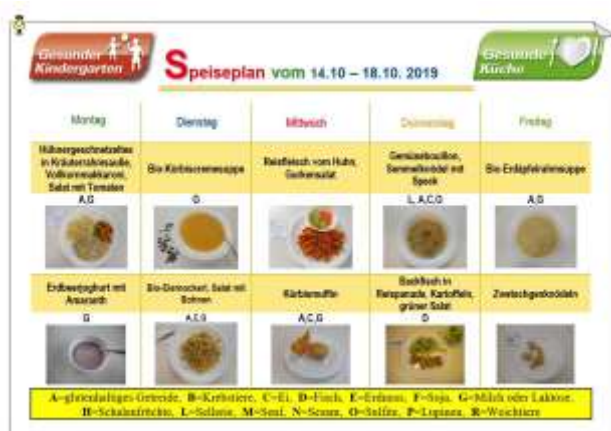 Gesunder
Kindergarten
Speiseplan vom 14.10 – 18.10. 2019
Gesunde
Küche
Montag
Dienstag
Mittwoch
Donnerstag
Freitag
Hühnergeschnetzeltes
in Kräuterrahmsauße,
Vollkornmakkaroni,
Salat mit Tomaten
Bio-Kürbiscremesuppe
Reisfleisch vom Huhn,
Gurkensalat
Gemüsebouillon,
Semmelknödel mit
Speck
Bio-Erdäpfelrahmsuppe
A,G
G
L, A,C,G
A,G
Erdbeerjoghurt mit
Amaranth
Bio-Gernocherl, Salat mit
Bohnen
Kürbismuffin
Backfisch in
Reispanade, Kartoffeln,
grüner Salat
Zwetschgenknödeln
G
A,C,G
A,C,G
D
A=glutenhaltiges Getreide, B=Krebstiere, C=Ei, D=Fisch, E=Erdnuss, F=Soja, G=Milch oder Laktose,
H=Schalenfrüchte, L=Sellerie, M=Senf, N=Sesam, O=Sulfite, P=Lupinen, R=Weichtiere